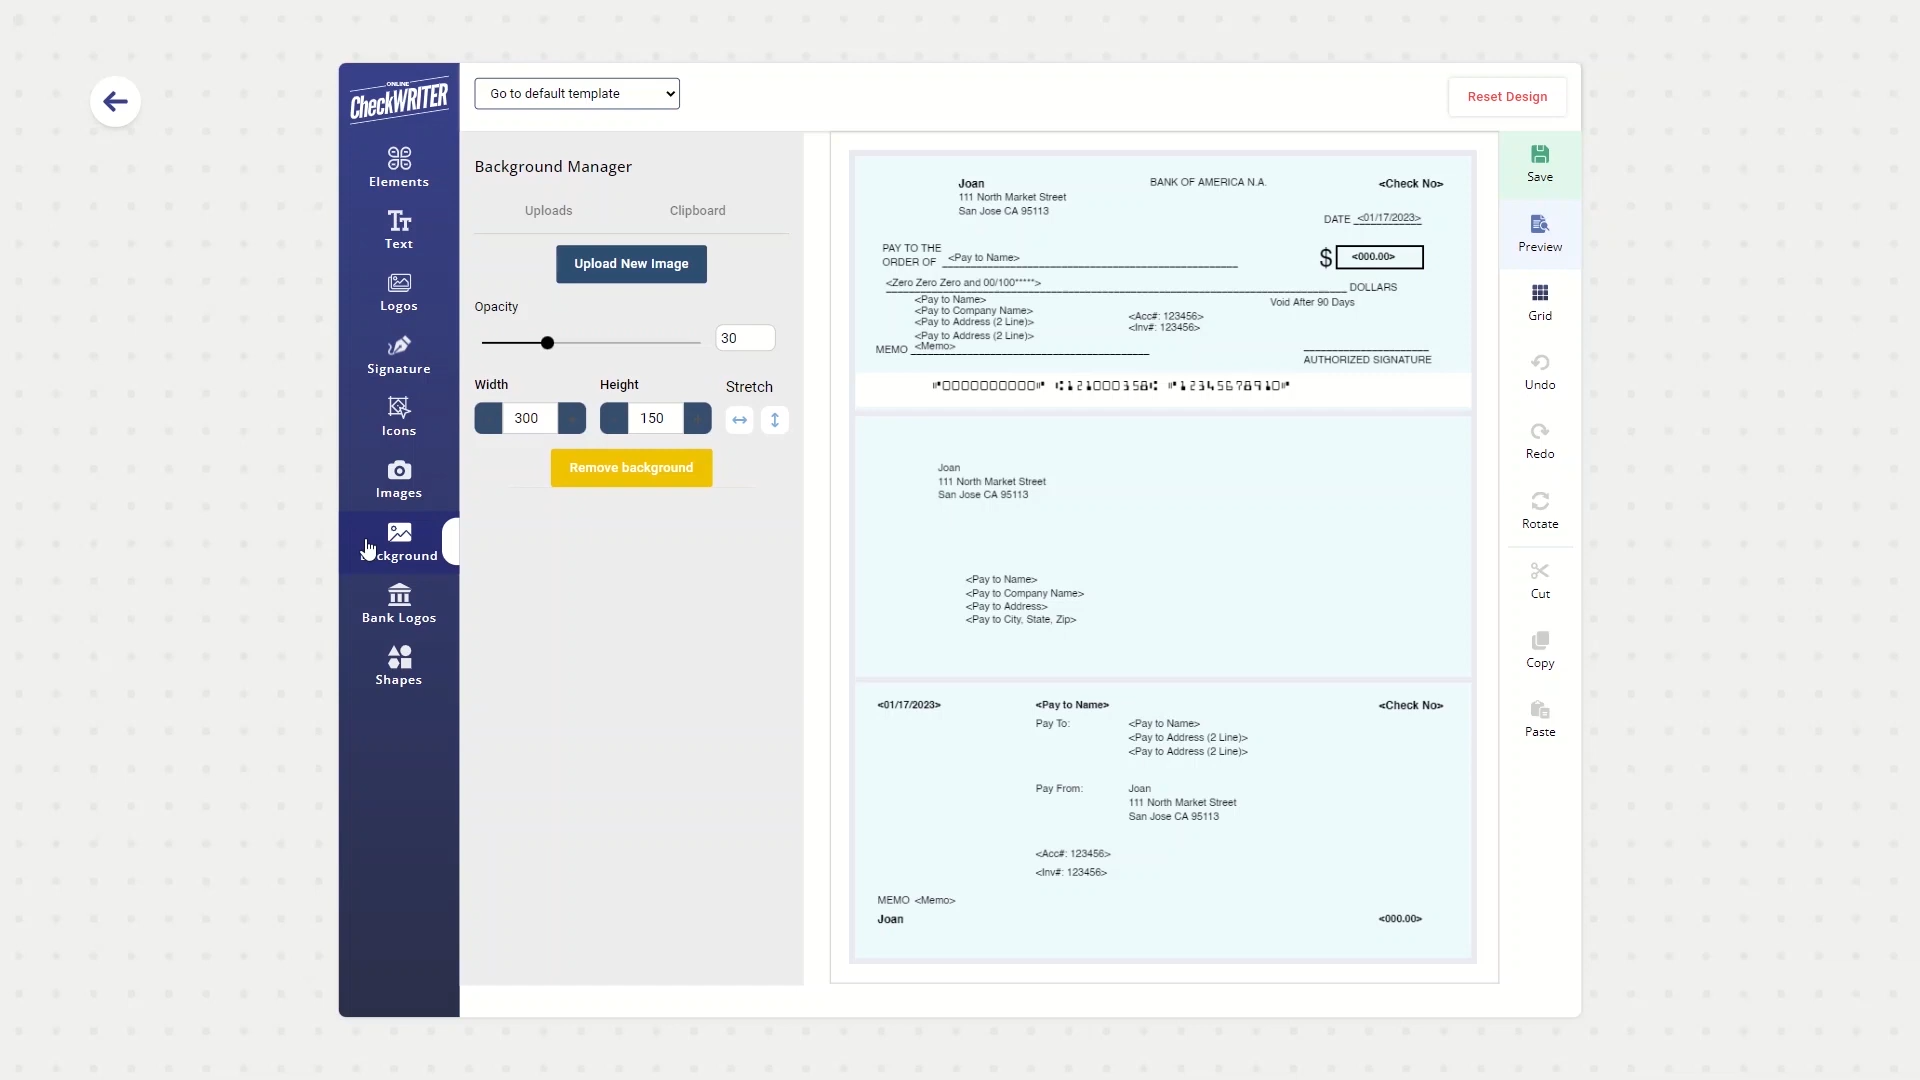 ONLINE
CheckWRITER
Go to default template
Reset Design
Elements
Text
Logos
Signature
Icons
Images
ckground
Bank Logos
Shapes
Background Manager
Uploads
Clipboard
Upload New Image
Opacity
30
Width
Height
Stretch
300
150
Remove background
Joan
111 North Market Street
San Jose CA 95113
BANK OF AMERICA N.A.
<Check No>
DATE <01/17/2023>
PAY TO THE
ORDER OF <Pay to Name>
$ <000.00>
<Zero Zero Zero and 00/100*****>
DOLLARS
<Pay to Name>
<Pay to Company Name>
<Pay to Address (2 Line)>
<Pay to Address (2 Line)>
Void After 90 Days
<Acc#: 123456>
<Inv#: 123456>
MEMO <Memo>
AUTHORIZED SIGNATURE
⑈0000000000⑈ ⑆121000358⑆ ⑈12345678910⑈
Joan
111 North Market Street
San Jose CA 95113
<Pay to Name>
<Pay to Company Name>
<Pay to Address>
<Pay to City, State, Zip>
<01/17/2023>
<Pay to Name>
<Check No>
Pay To:
<Pay to Name>
<Pay to Address (2 Line)>
<Pay to Address (2 Line)>
Pay From:
Joan
111 North Market Street
San Jose CA 95113
<Acc#: 123456>
<Inv#: 123456>
MEMO <Memo>
Joan
<000.00>
Save
Preview
Grid
Undo
Redo
Rotate
Cut
Copy
Paste